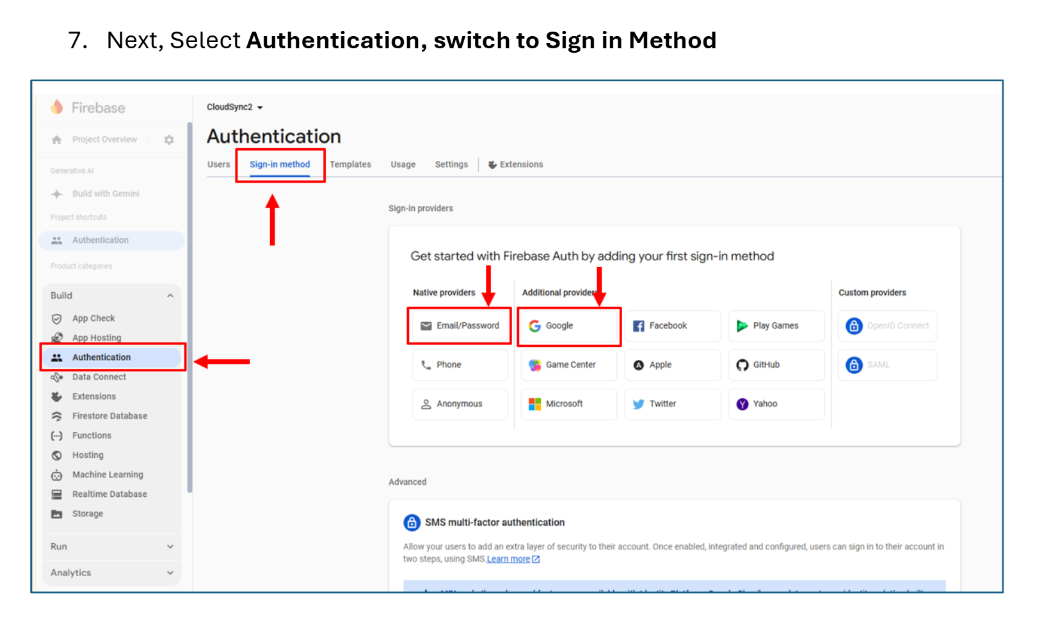 7. Next, Select Authentication, switch to Sign in Method
Firebase
Project Overview
Generative AI
Build with Gemini
Project shortcuts
Authentication
Product categories
Build
App Check
App Hosting
Authentication
Data Connect
Extensions
Firestore Database
Functions
Hosting
Machine Learning
Realtime Database
Storage
Run
Analytics
CloudSync2
Authentication
Users Sign-in method Templates Usage Settings Extensions
Sign-in providers
Get started with Firebase Auth by adding your first sign-in method
Native providers Additional providers Custom providers
Email/Password Google Facebook Play Games OpenID Connect
Phone Game Center Apple GitHub SAML
Anonymous Microsoft Twitter Yahoo
Advanced
SMS multi-factor authentication
Allow your users to add an extra layer of security to their account. Once enabled, integrated and configured, users can sign in to their account in
two steps, using SMS. Learn more